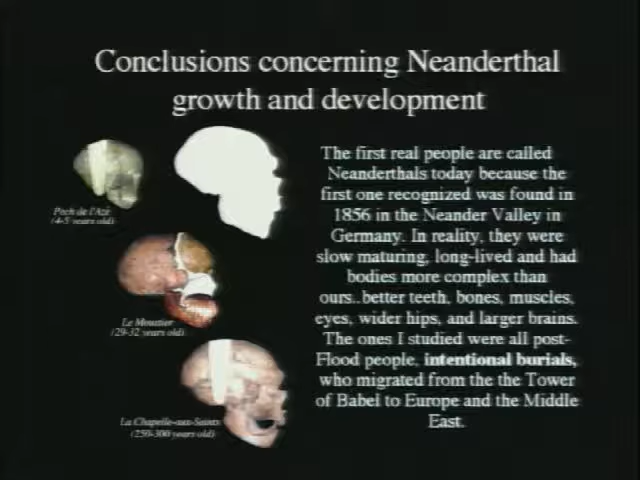 Conclusions concerning Neanderthal
growth and development
Pech de l'Azé
(4-5 years old)
Le Moustier
(29-32 years old)
La Chapelle-aux-Saints
(250-300 years old)
The first real people are called
Neanderthals today because the
first one recognized was found in
1856 in the Neander Valley in
Germany. In reality, they were
slow maturing, long-lived and had
bodies more complex than
ours..better teeth, bones, muscles,
eyes, wider hips, and larger brains.
The ones I studied were all post-
Flood people, intentional burials,
who migrated from the the Tower
of Babel to Europe and the Middle
East.